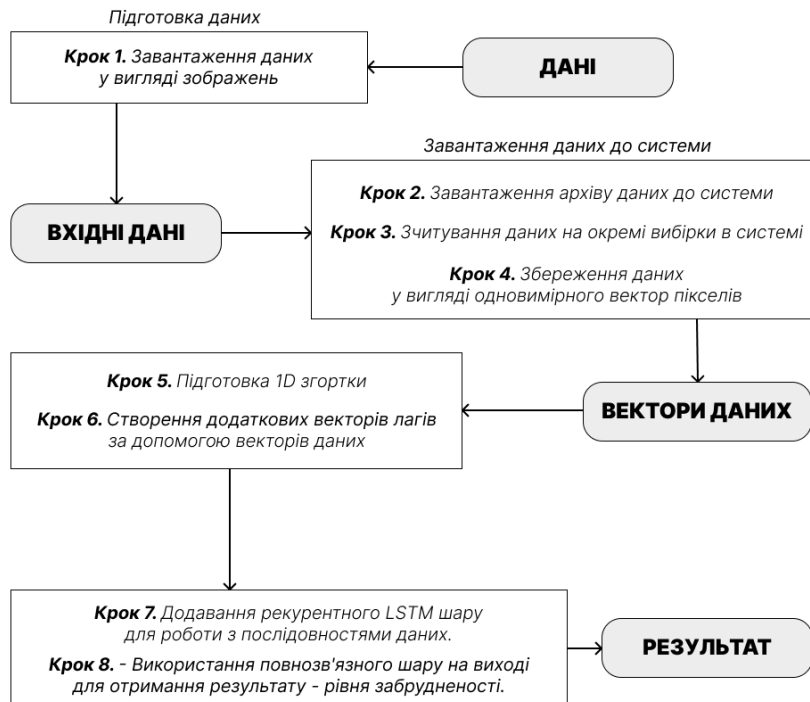 Підготовка даних
Крок 1. Завантаження даних
у вигляді зображень
ДАНІ
Завантаження даних до системи
Крок 2. Завантаження архіву даних до системи
ВХІДНІ ДАНІ
Крок 3. Зчитування даних на окремі вибірки в системі
Крок 4. Збереження даних
у вигляді одновимірного вектор пікселів
Крок 5. Підготовка 1D згортки
Крок 6. Створення додаткових векторів лагів
за допомогою векторів даних
ВЕКТОРИ ДАНИХ
Крок 7. Додавання рекурентного LSTM шару
для роботи з послідовностями даних.
Крок 8. - Використання повнозв'язного шару на виході
для отримання результату - рівня забрудненості.
РЕЗУЛЬТАТ